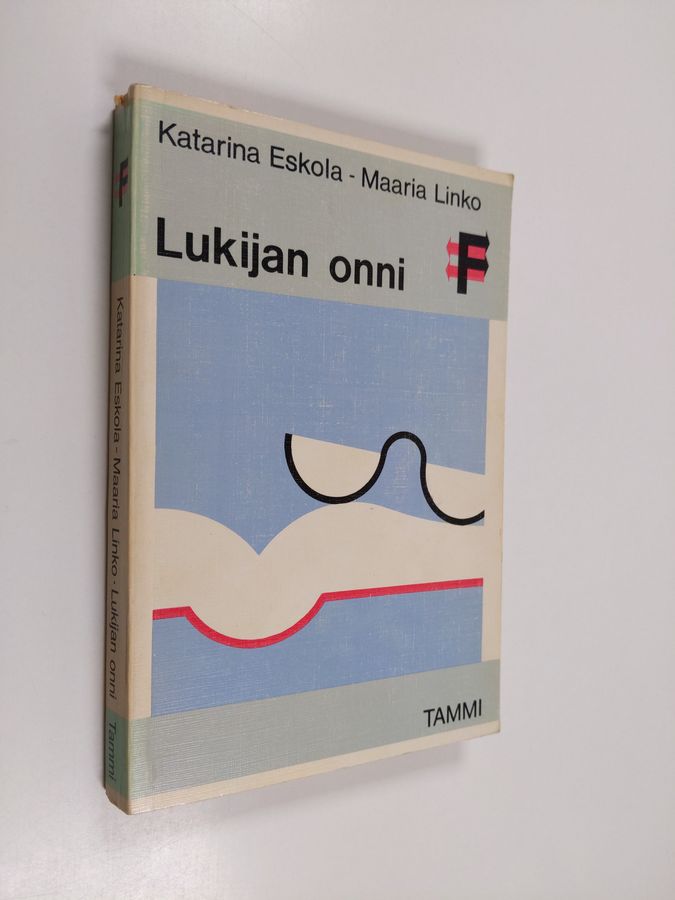 Katarina Eskola - Maaria Linko
Lukijan onni
F
TAMMI
F
Katarina Eskola - Maaria Linko · Lukijan onni
Tammi